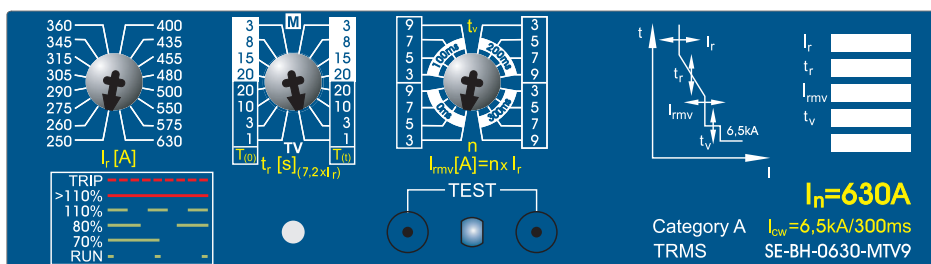 360 400
345 435
315 455
305 480
290 500
275 550
260 575
250 630
Ir [A]
M
3 3
8 8
15 15
20 20
20 20
10 10
3 3
1 1
TV
T(0) tr [s](7,2xIr) T(t)
tv
9 3
7 5
5 7
3 9
100ms 200ms
0ms 300ms
9 3
7 5
5 7
3 9
n
Irmv[A]=nx Ir
t
Ir
tr
Irmv
tv
6,5kA
I
Ir
tr
Irmv
tv
TRIP
>110%
110%
80%
70%
RUN
TEST
In=630A
Category A Icw=6,5kA/300ms
TRMS SE-BH-0630-MTV9